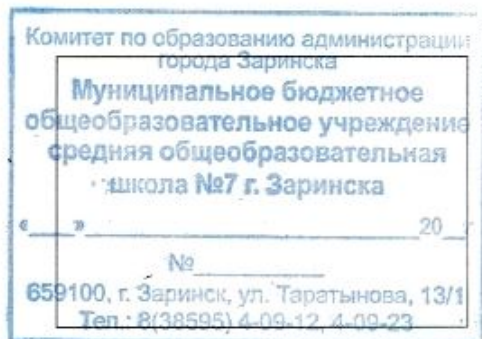 Комитет по образованию администрации
города Заринска
Муниципальное бюджетное
общеобразовательное учреждение
средняя общеобразовательная
школа №7 г. Заринска
«___»______________________20__г
№__________
659100, г. Заринск, ул. Таратынова, 13/1
Тел.: 8(38595) 4-09-12, 4-09-23